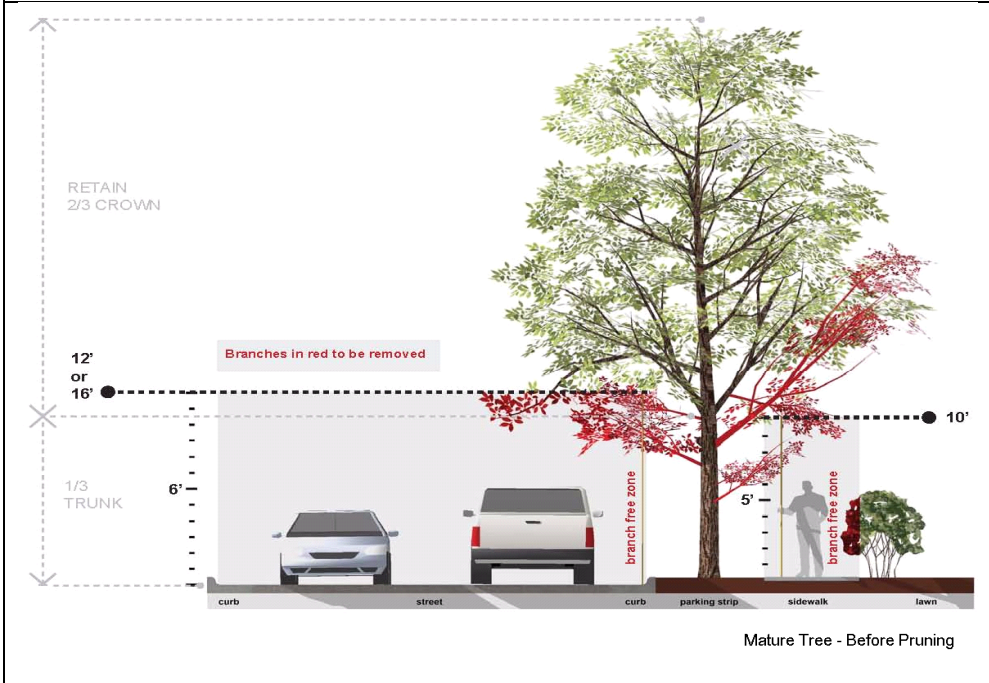 RETAIN
2/3 CROWN
Branches in red to be removed
12’
or
16’
10’
1/3
TRUNK
6’
5’
branch free zone
branch free zone
curb
street
curb
parking strip
sidewalk
lawn
Mature Tree - Before Pruning